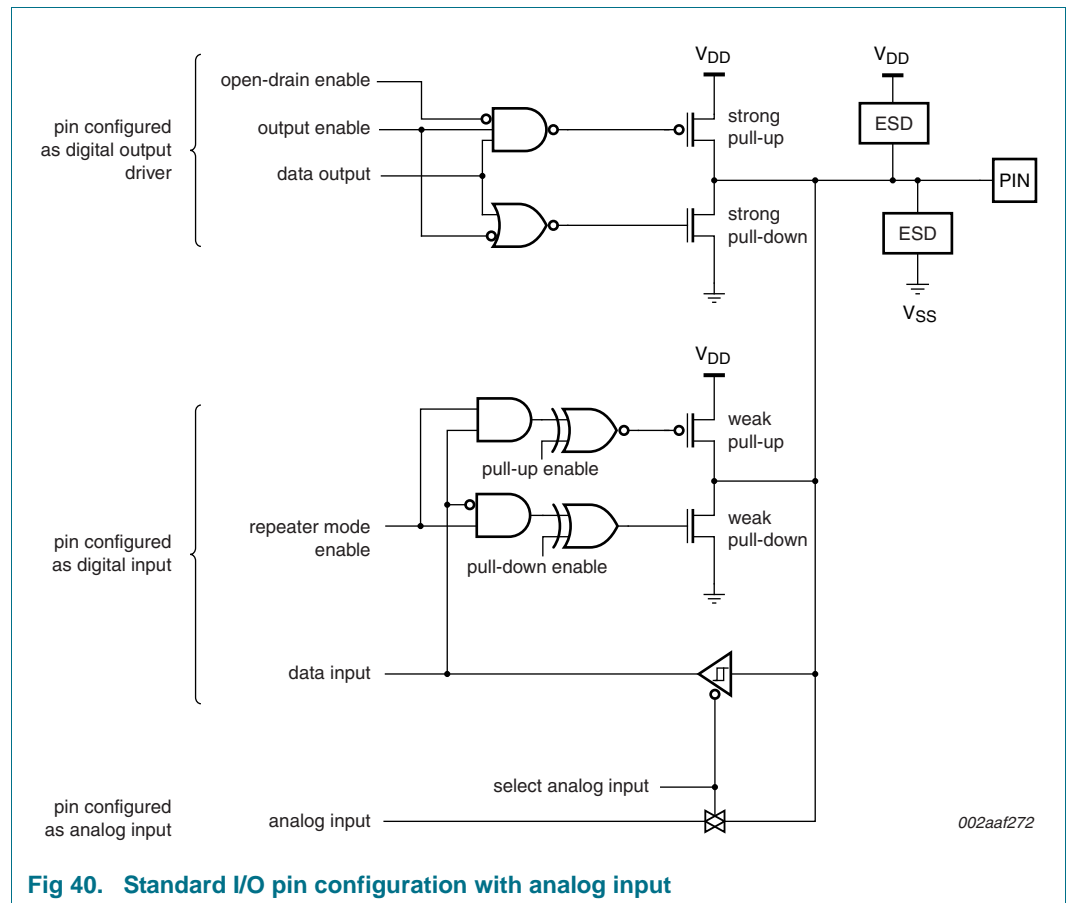 V_DD
V_DD
open-drain enable
pin configured
as digital output
driver
output enable
data output
strong
pull-up
ESD
PIN
strong
pull-down
ESD
V_SS
V_DD
weak
pull-up
pull-up enable
pin configured
as digital input
repeater mode
enable
weak
pull-down
pull-down enable
data input
select analog input
pin configured
as analog input
analog input
002aaf272
Fig 40. Standard I/O pin configuration with analog input